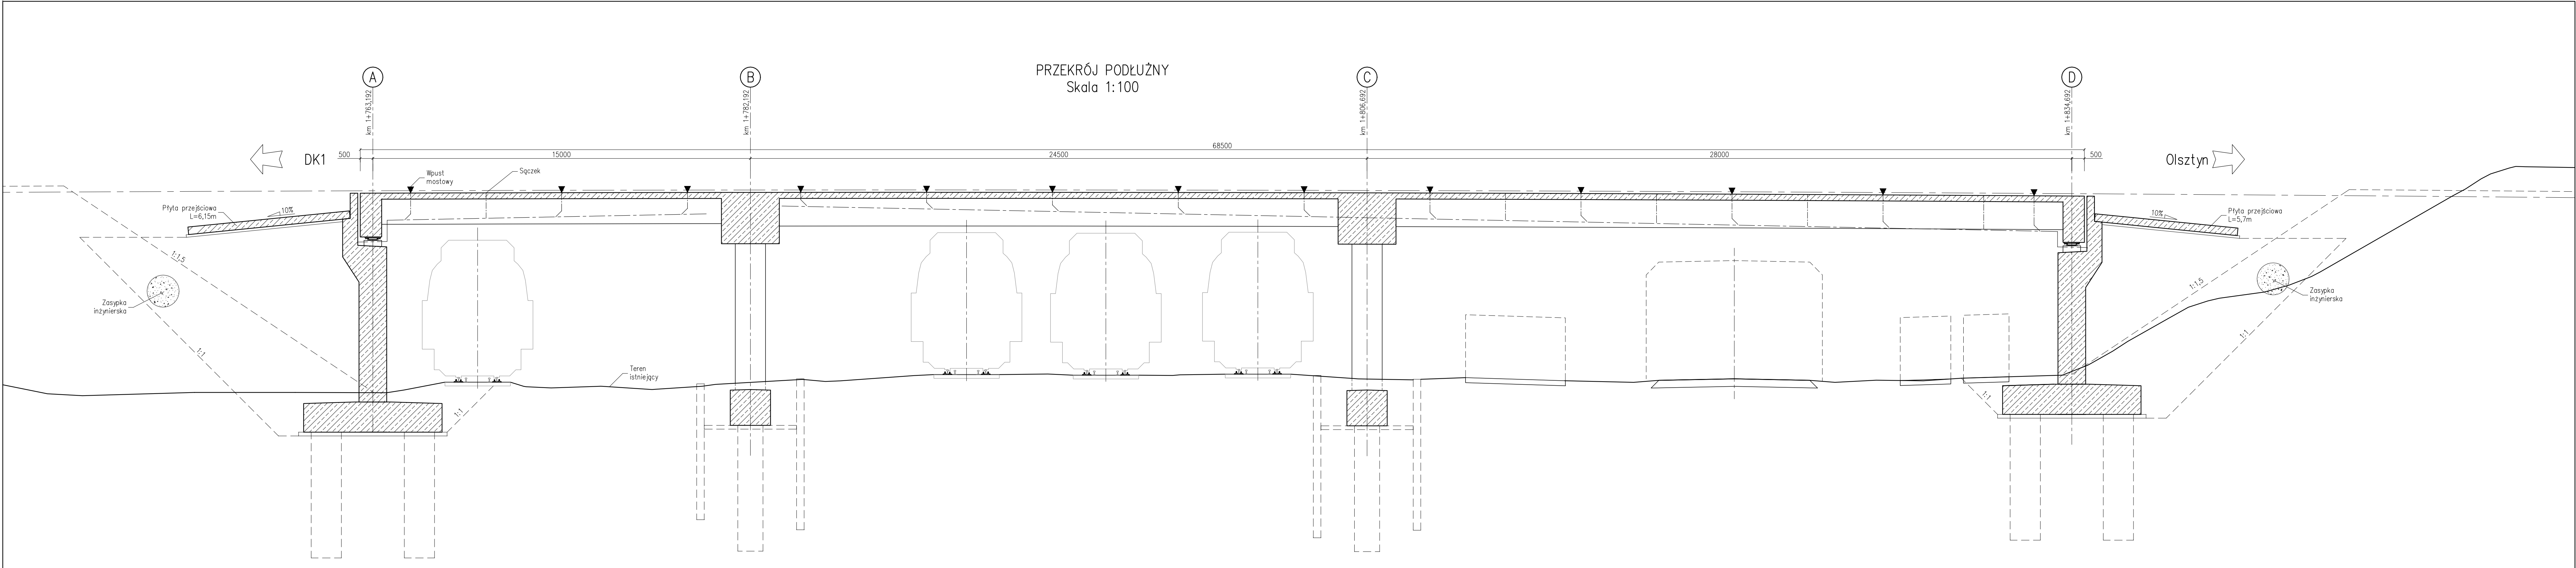 PRZEKRÓJ PODŁUŻNY
Skala 1:100
A
B
C
D
km 1+763,192
km 1+782,192
km 1+806,692
km 1+834,692
68500
DK1
500
15000
24500
28000
500
Olsztyn
Wpust
mostowy
Sączek
Płyta przejściowa
L=6,15m
10%
10%
Płyta przejściowa
L=5,7m
1:1,5
1:1,5
Zasypka
inżynierska
Zasypka
inżynierska
1:1
1:1
Teren
istniejący
1:1
1:1